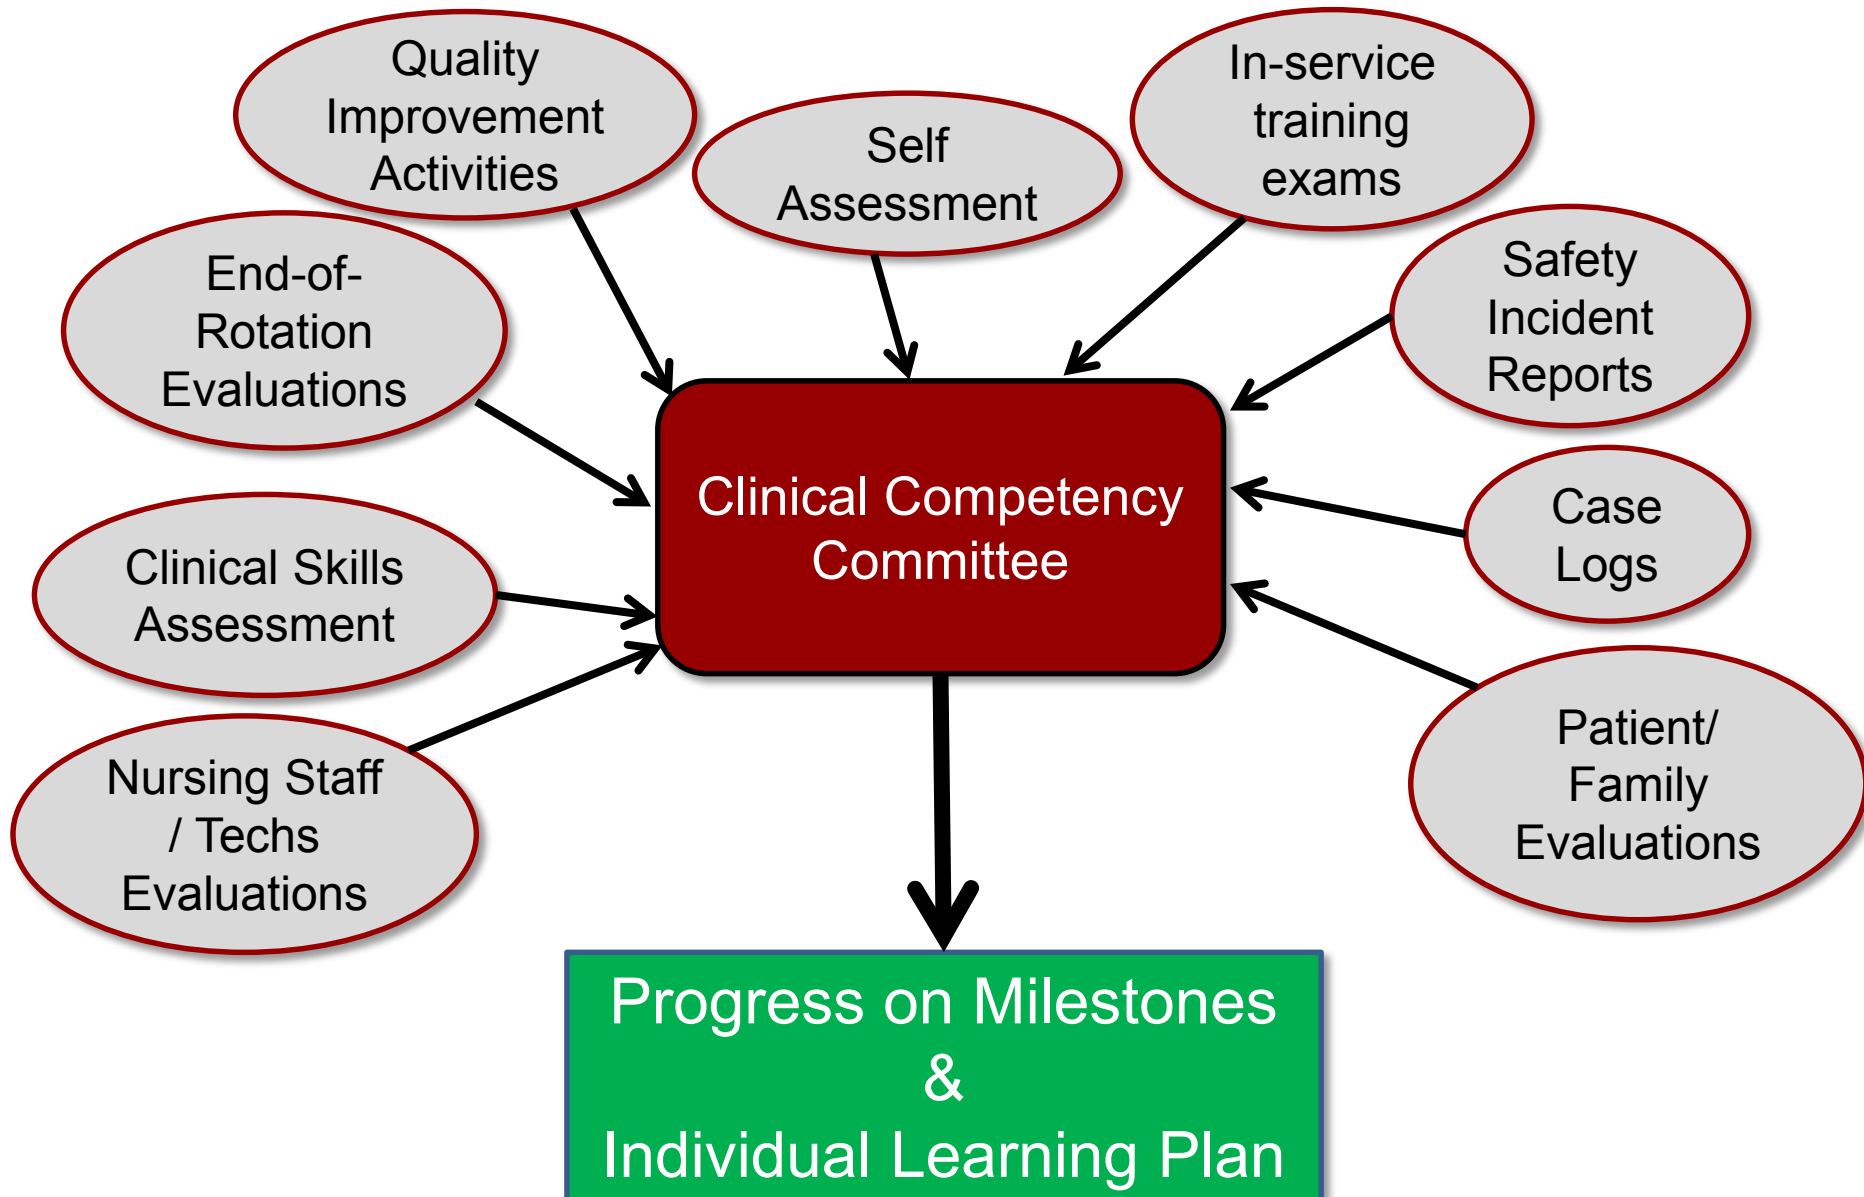 Quality
Improvement
Activities
Self
Assessment
In-service
training
exams
End-of-
Rotation
Evaluations
Safety
Incident
Reports
Clinical Competency
Committee
Case
Logs
Clinical Skills
Assessment
Patient/
Family
Evaluations
Nursing Staff
/ Techs
Evaluations
Progress on Milestones
&
Individual Learning Plan